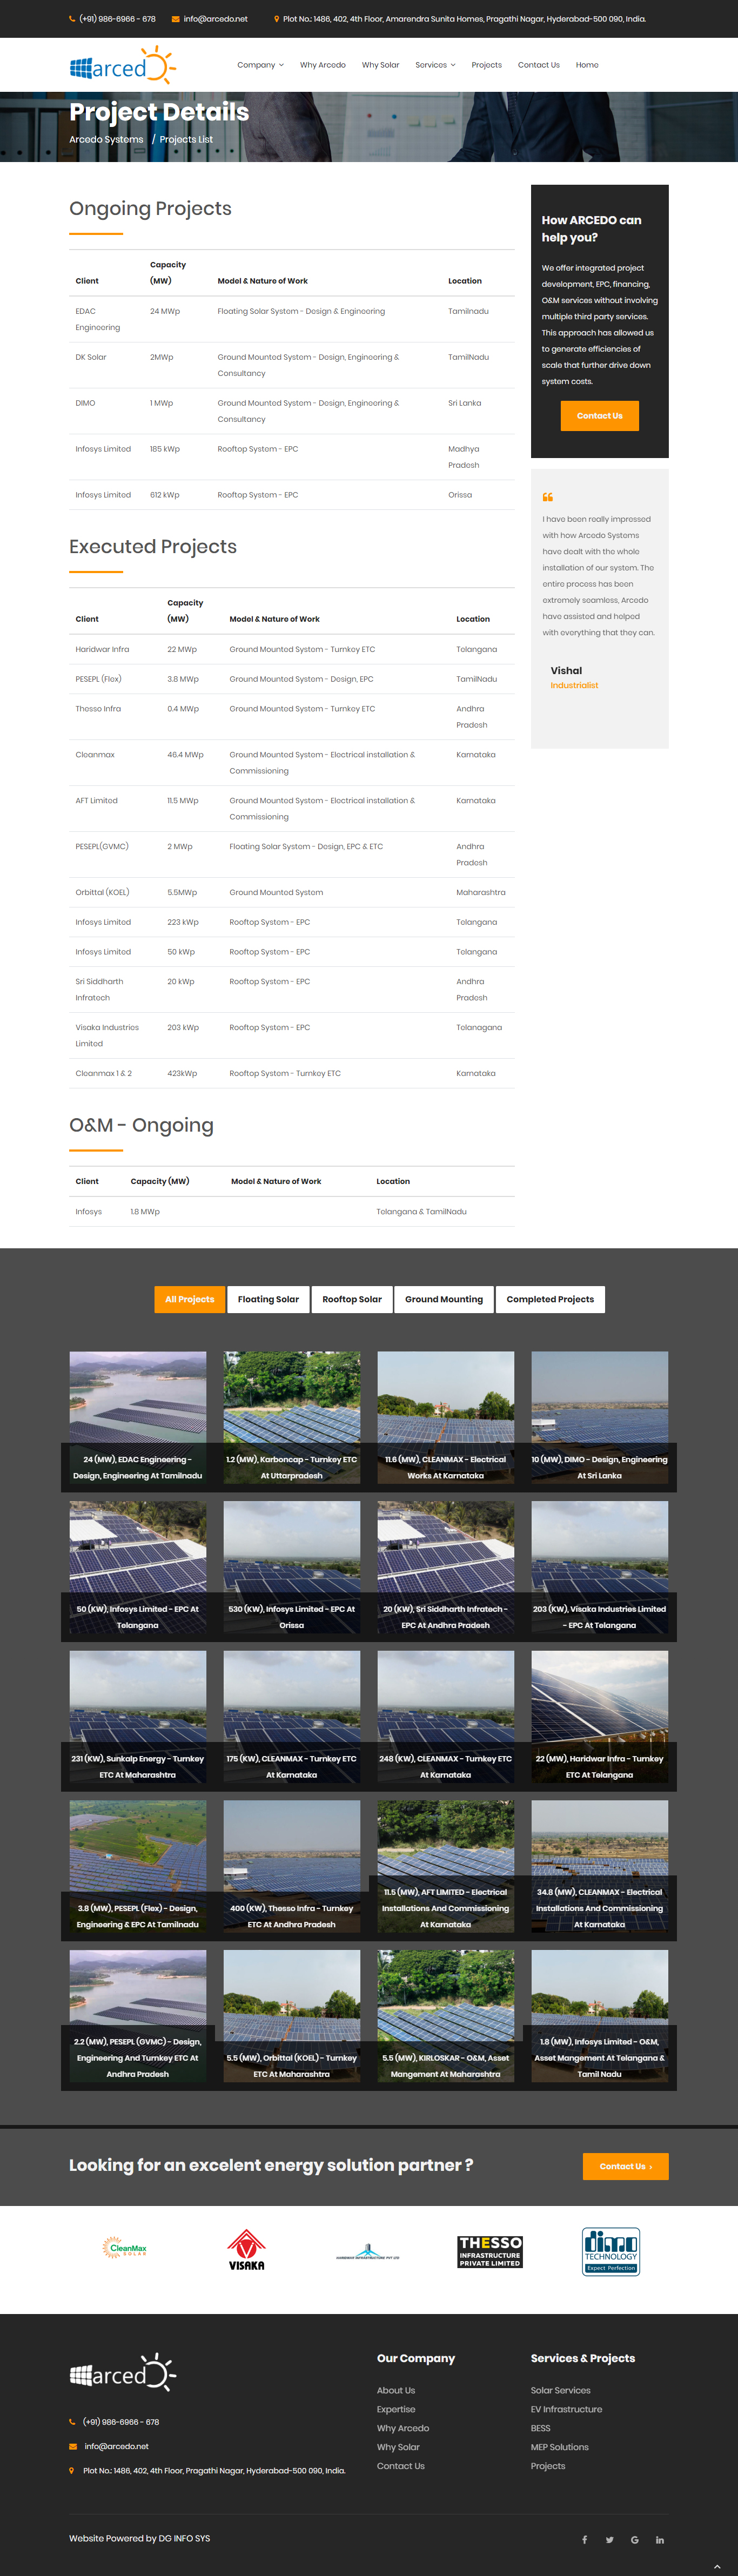 (+91) 986-6966 - 678 info@arcedo.net Plot No.: 1486, 402, 4th Floor, Amarendra Sunita Homes, Pragathi Nagar, Hyderabad-500 090, India.
arcedo Company Why Arcedo Why Solar Services Projects Contact Us Home
Project Details
Arcedo Systems / Projects List
Ongoing Projects
Client Capacity (MW) Model & Nature of Work Location
EDAC Engineering 24 MWp Floating Solar System - Design & Engineering Tamilnadu
DK Solar 2MWp Ground Mounted System - Design, Engineering & Consultancy TamilNadu
DIMO 1 MWp Ground Mounted System - Design, Engineering & Consultancy Sri Lanka
Infosys Limited 185 kWp Rooftop System - EPC Madhya Pradesh
Infosys Limited 612 kWp Rooftop System - EPC Orissa
Executed Projects
Client Capacity (MW) Model & Nature of Work Location
Haridwar Infra 22 MWp Ground Mounted System - Turnkey ETC Telangana
PESEPL (Flex) 3.8 MWp Ground Mounted System - Design, EPC TamilNadu
Thesso Infra 0.4 MWp Ground Mounted System - Turnkey ETC Andhra Pradesh
Cleanmax 46.4 MWp Ground Mounted System - Electrical installation & Commissioning Karnataka
AFT Limited 11.5 MWp Ground Mounted System - Electrical installation & Commissioning Karnataka
PESEPL(GVMC) 2 MWp Floating Solar System - Design, EPC & ETC Andhra Pradesh
Orbittal (KOEL) 5.5MWp Ground Mounted System Maharashtra
Infosys Limited 223 kWp Rooftop System - EPC Telangana
Infosys Limited 50 kWp Rooftop System - EPC Telangana
Sri Siddharth Infratech 20 kWp Rooftop System - EPC Andhra Pradesh
Visaka Industries Limited 203 kWp Rooftop System - EPC Telanagana
Cleanmax 1 & 2 423kWp Rooftop System - Turnkey ETC Karnataka
O&M - Ongoing
Client Capacity (MW) Model & Nature of Work Location
Infosys 1.8 MWp Telangana & TamilNadu
How ARCEDO can
help you?
We offer integrated project
development, EPC, financing,
O&M services without involving
multiple third party services.
This approach has allowed us
to generate efficiencies of
scale that further drive down
system costs.
Contact Us
I have been really impressed
with how Arcedo Systems
have dealt with the whole
installation of our system. The
entire process has been
extremely seamless, Arcedo
have assisted and helped
with everything that they can.
Vishal
Industrialist
All Projects Floating Solar Rooftop Solar Ground Mounting Completed Projects
24 (MW), EDAC Engineering -
Design, Engineering At Tamilnadu
1.2 (MW), Karboncap - Turnkey ETC
At Uttarpradesh
11.6 (MW), CLEANMAX - Electrical
Works At Karnataka
10 (MW), DIMO - Design, Engineering
At Sri Lanka
50 (KW), Infosys Limited - EPC At
Telangana
530 (KW), Infosys Limited - EPC At
Orissa
20 (KW), Sri Siddharth Infratech -
EPC At Andhra Pradesh
203 (KW), Visaka Industries Limited
- EPC At Telangana
231 (KW), Sunkalp Energy - Turnkey
ETC At Maharashtra
175 (KW), CLEANMAX - Turnkey ETC
At Karnataka
248 (KW), CLEANMAX - Turnkey ETC
At Karnataka
22 (MW), Haridwar Infra - Turnkey
ETC At Telangana
3.8 (MW), PESEPL (Flex) - Design,
Engineering & EPC At Tamilnadu
400 (KW), Thesso Infra - Turnkey
ETC At Andhra Pradesh
11.5 (MW), AFT LIMITED - Electrical
Installations And Commissioning
At Karnataka
34.8 (MW), CLEANMAX - Electrical
Installations And Commissioning
At Karnataka
2.2 (MW), PESEPL (GVMC) - Design,
Engineering And Turnkey ETC At
Andhra Pradesh
5.5 (MW), Orbittal (KOEL) - Turnkey
ETC At Maharashtra
5.5 (MW), KIRLOSKAR - O&M, Asset
Mangement At Maharashtra
1.8 (MW), Infosys Limited - O&M,
Asset Mangement At Telangana &
Tamil Nadu
Looking for an excelent energy solution partner ?
Contact Us ›
CleanMax
SOLAR
VISAKA
THESSO
INFRASTRUCTURE
PRIVATE LIMITED
dimo
TECHNOLOGY
Expect Perfection
arcedo
(+91) 986-6966 - 678
info@arcedo.net
Plot No.: 1486, 402, 4th Floor, Pragathi Nagar, Hyderabad-500 090, India.
Our Company
About Us
Expertise
Why Arcedo
Why Solar
Contact Us
Services & Projects
Solar Services
EV Infrastructure
BESS
MEP Solutions
Projects
Website Powered by DG INFO SYS